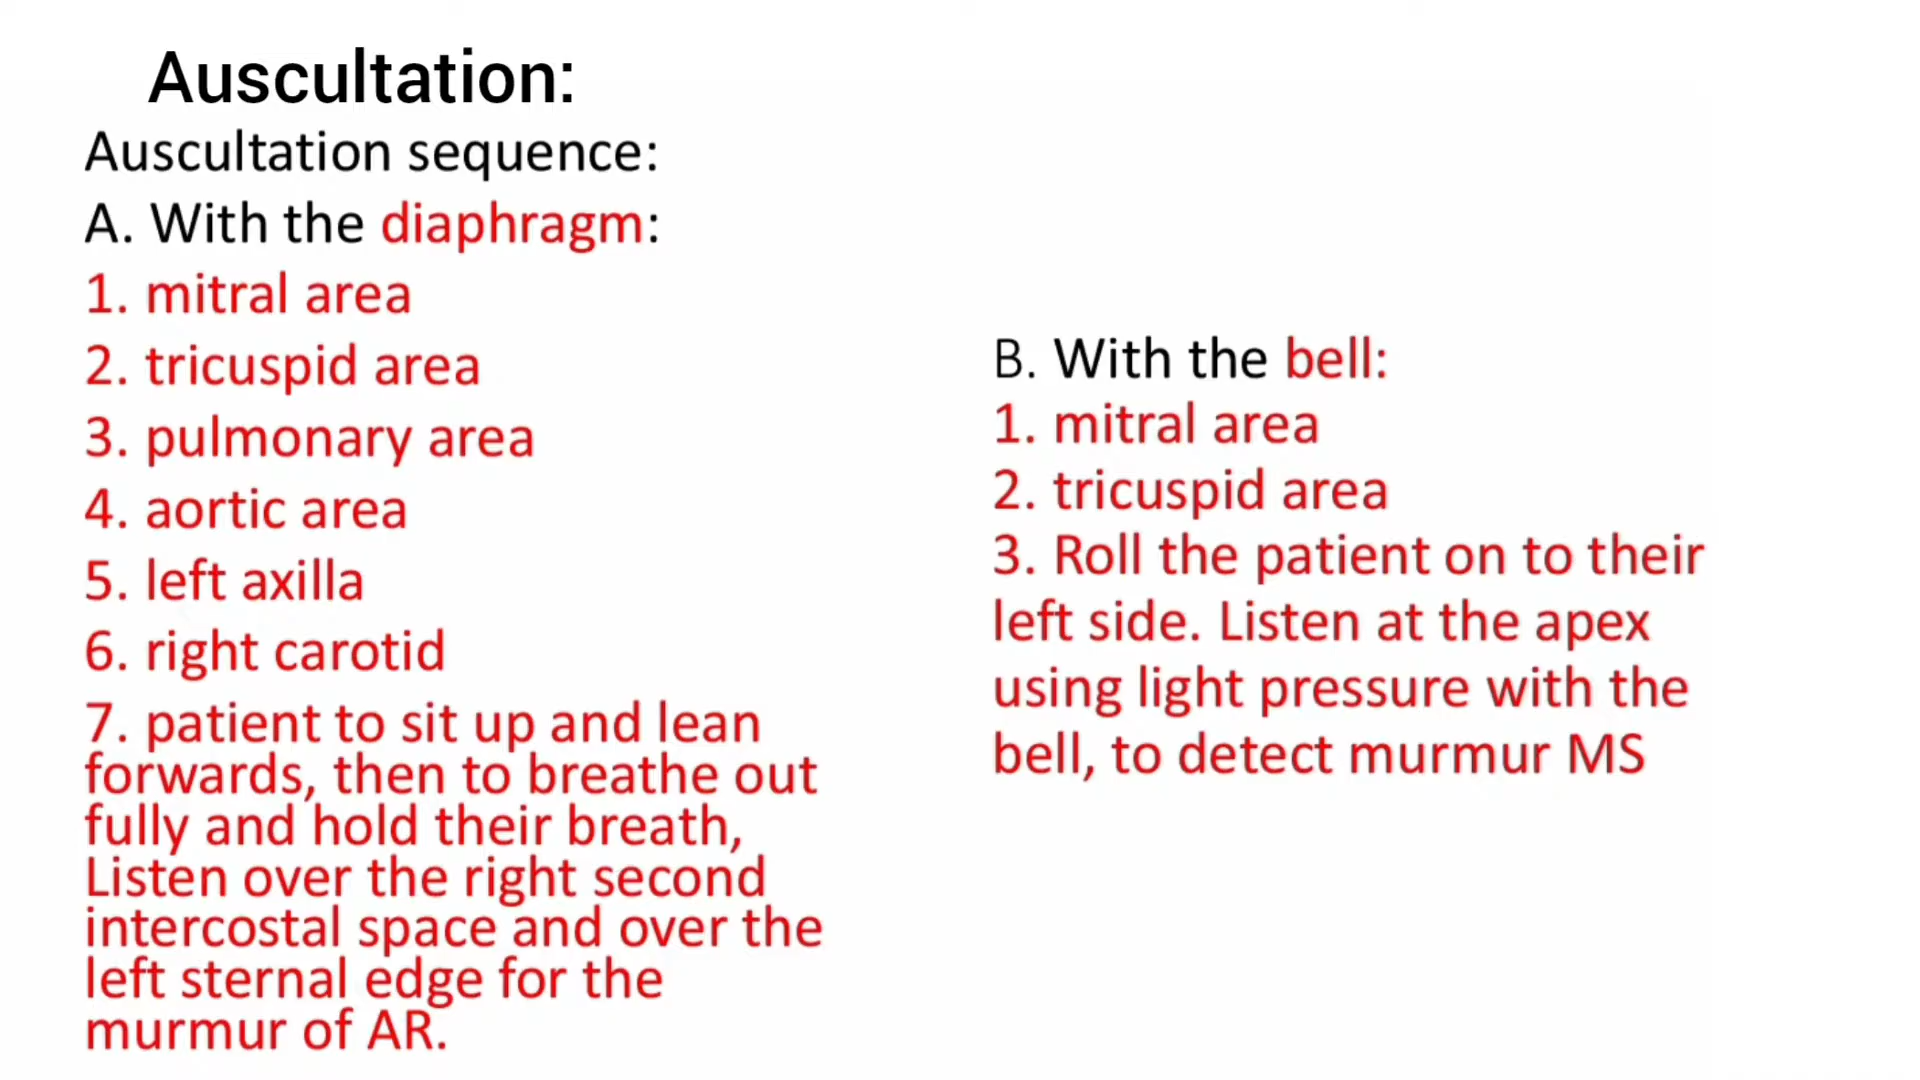 Auscultation:
Auscultation sequence:
A. With the diaphragm:
1. mitral area
2. tricuspid area
3. pulmonary area
4. aortic area
5. left axilla
6. right carotid
7. patient to sit up and lean
forwards, then to breathe out
fully and hold their breath,
Listen over the right second
intercostal space and over the
left sternal edge for the
murmur of AR.
B. With the bell:
1. mitral area
2. tricuspid area
3. Roll the patient on to their
left side. Listen at the apex
using light pressure with the
bell, to detect murmur MS